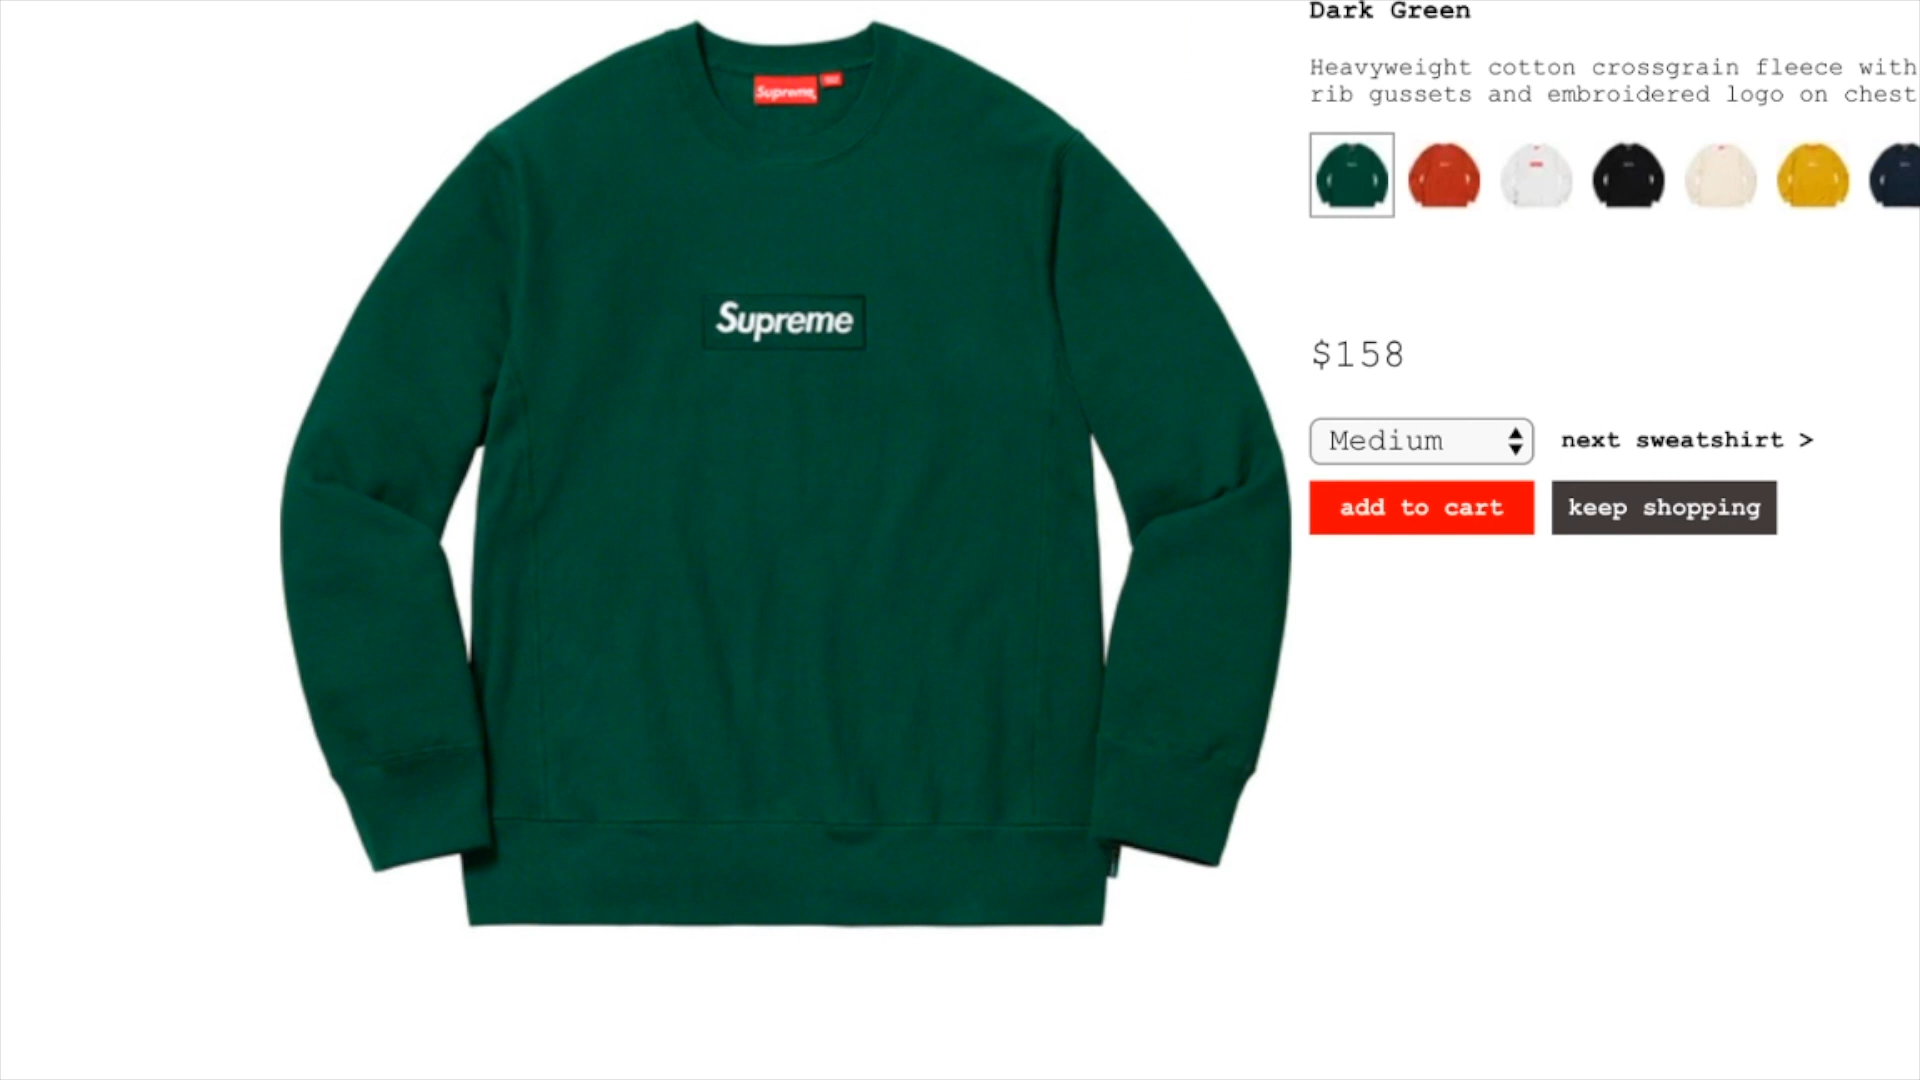 Dark Green
Heavyweight cotton crossgrain fleece with
rib gussets and embroidered logo on chest
Supreme
Supreme
$158
Medium
next sweatshirt >
add to cart
keep shopping